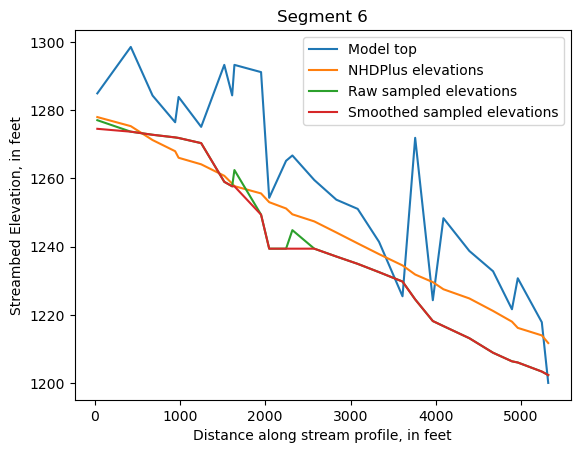 Segment 6
Model top
NHDPlus elevations
Raw sampled elevations
Smoothed sampled elevations
Streambed Elevation, in feet
1300
1280
1260
1240
1220
1200
0 1000 2000 3000 4000 5000
Distance along stream profile, in feet